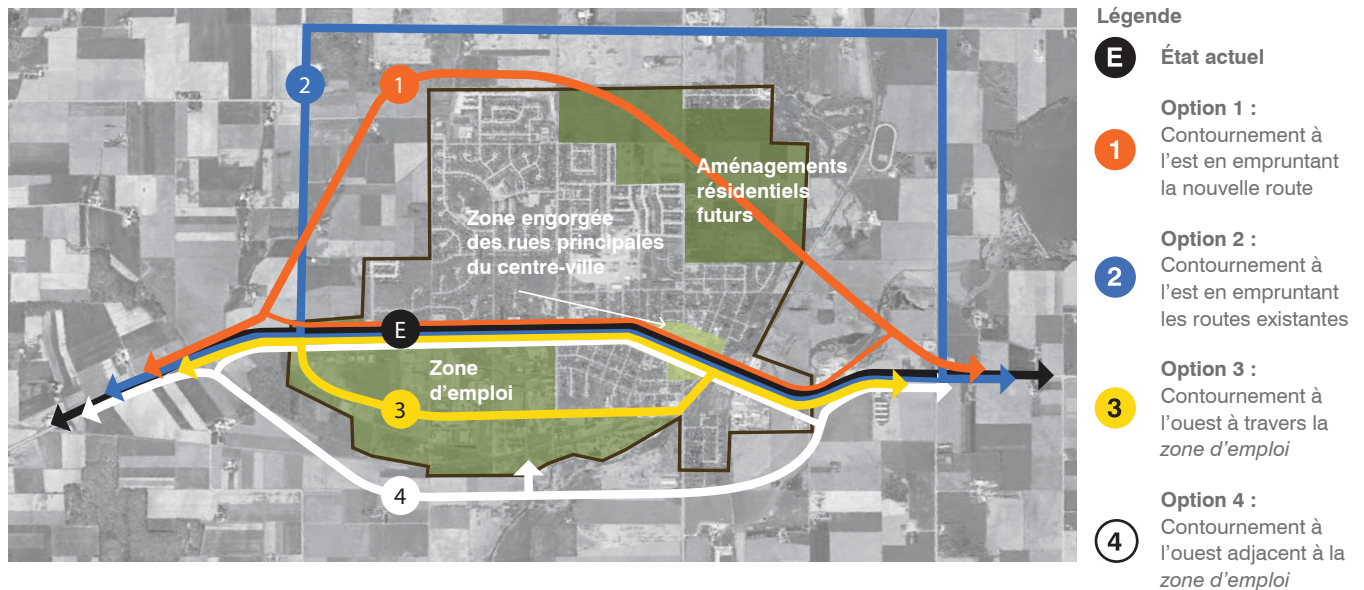 2
1
Aménagements
résidentiels
futurs
Zone engorgée
des rues principales
du centre-ville
E
Zone
d’emploi
3
4
Légende
E
État actuel
1
Option 1 :
Contournement à
l’est en empruntant
la nouvelle route
2
Option 2 :
Contournement à
l’est en empruntant
les routes existantes
3
Option 3 :
Contournement à
l’ouest à travers la
zone d’emploi
4
Option 4 :
Contournement à
l’ouest adjacent à la
zone d’emploi